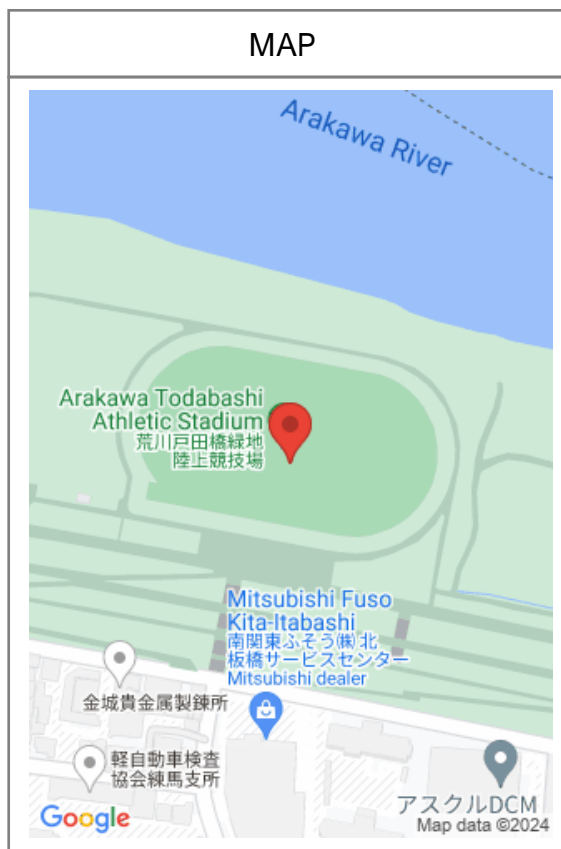 MAP
Arakawa River
Arakawa Todabashi
Athletic Stadium
荒川戸田橋緑地
陸上競技場
Mitsubishi Fuso
Kita-Itabashi
南関東ふそう㈱北
板橋サービスセンター
Mitsubishi dealer
金城貴金属製錬所
軽自動車検査
協会練馬支所
アスクルDCM
Google
Map data ©2024